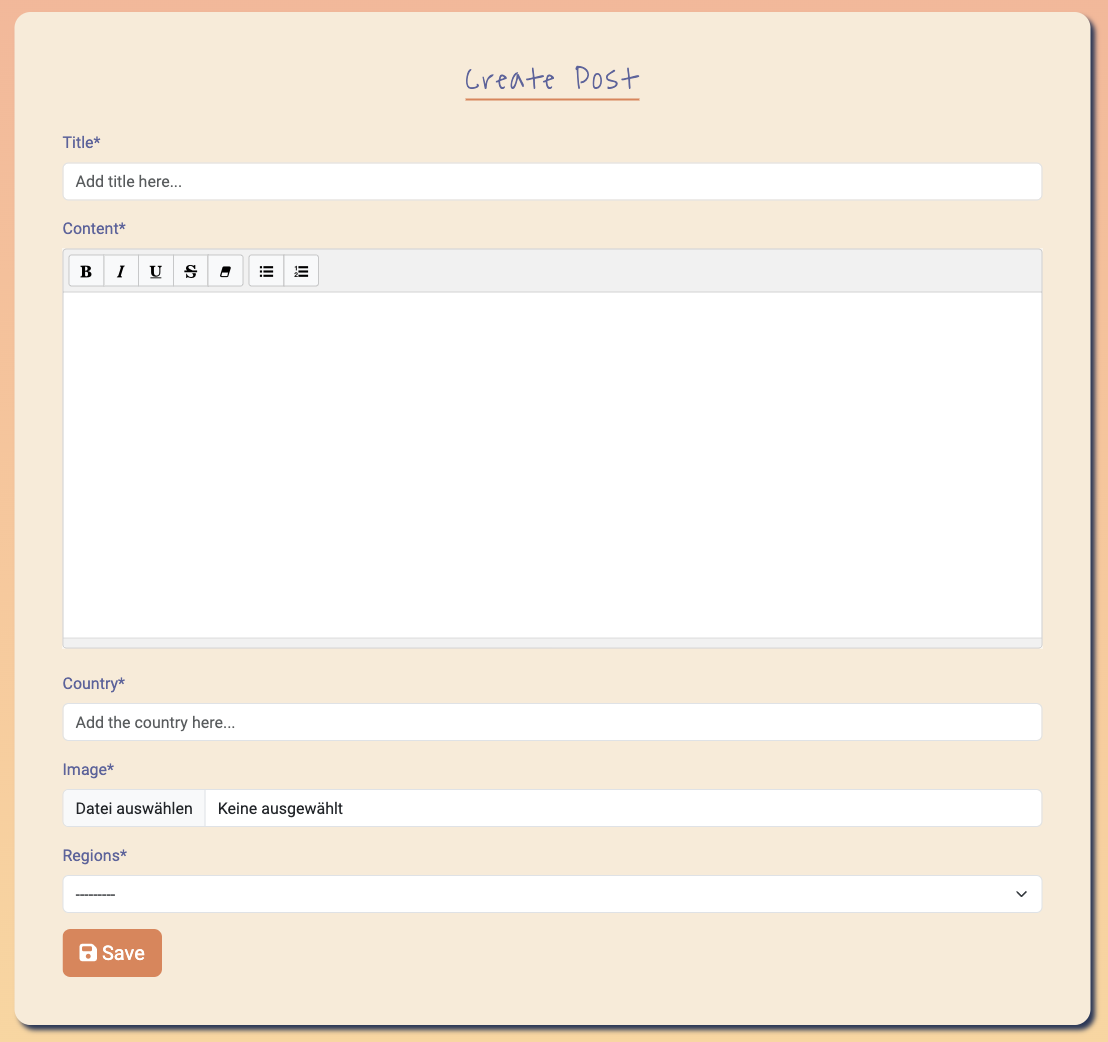 Create Post
Title*
Add title here...
Content*
B I U S
Country*
Add the country here...
Image*
Datei auswählen Keine ausgewählt
Regions*
---------
Save